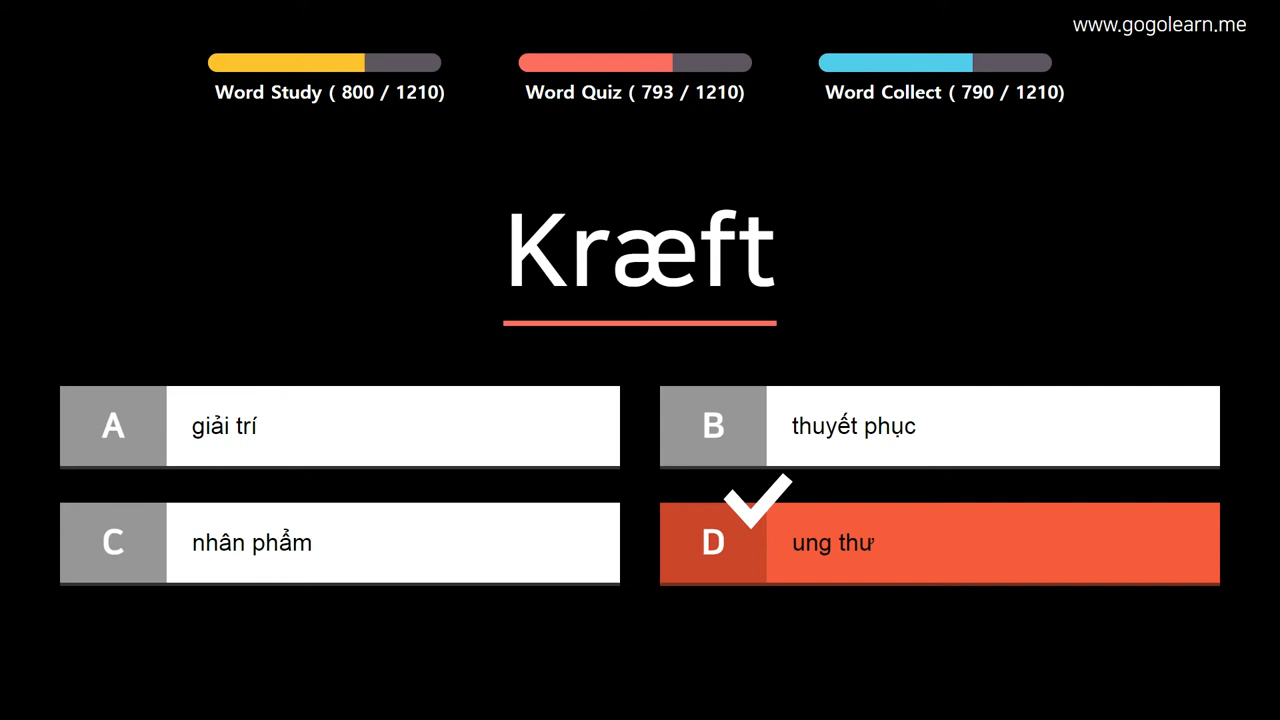 www.gogolearn.me
Word Study ( 800 / 1210)
Word Quiz ( 793 / 1210)
Word Collect ( 790 / 1210)
Kræft
A giải trí
B thuyết phục
C nhân phẩm
D ung thư